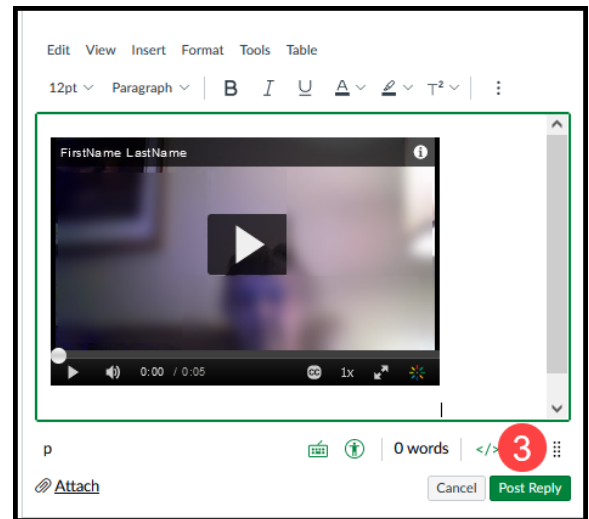 Edit View Insert Format Tools Table
12pt Paragraph B I U A T²
FirstName LastName
0:00 / 0:05 CC 1x
p 0 words </> 3
Attach Cancel Post Reply